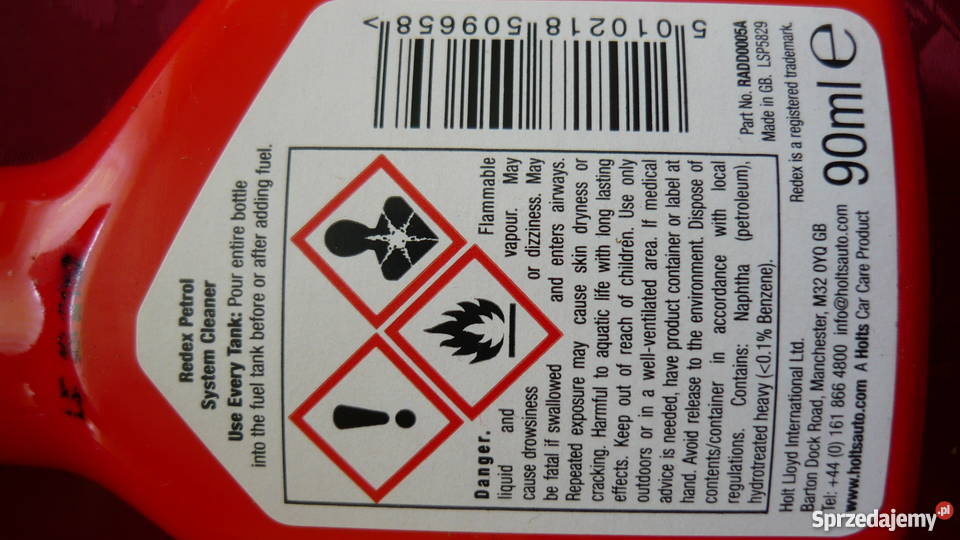 Redex Petrol
System Cleaner
Use Every Tank: Pour entire bottle
into the fuel tank before or after adding fuel.
Danger. Flammable
liquid and vapour. May
cause drowsiness or dizziness. May
be fatal if swallowed and enters airways.
Repeated exposure may cause skin dryness or
cracking. Harmful to aquatic life with long lasting
effects. Keep out of reach of children. Use only
outdoors or in a well-ventilated area. If medical
advice is needed, have product container or label at
hand. Avoid release to the environment. Dispose of
contents/container in accordance with local
regulations. Contains: Naphtha (petroleum),
hydrotreated heavy (<0.1% Benzene).
Holt Lloyd International Ltd.
Barton Dock Road, Manchester, M32 0YQ GB
Tel: +44 (0) 161 866 4800 info@holtsauto.com
www.holtsauto.com A Holts Car Care Product
5 010218 509658 >
Part No. RADD0005A
Made in GB. LSP5829
Redex is a registered trademark.
90ml e
Sprzedajemy.pl